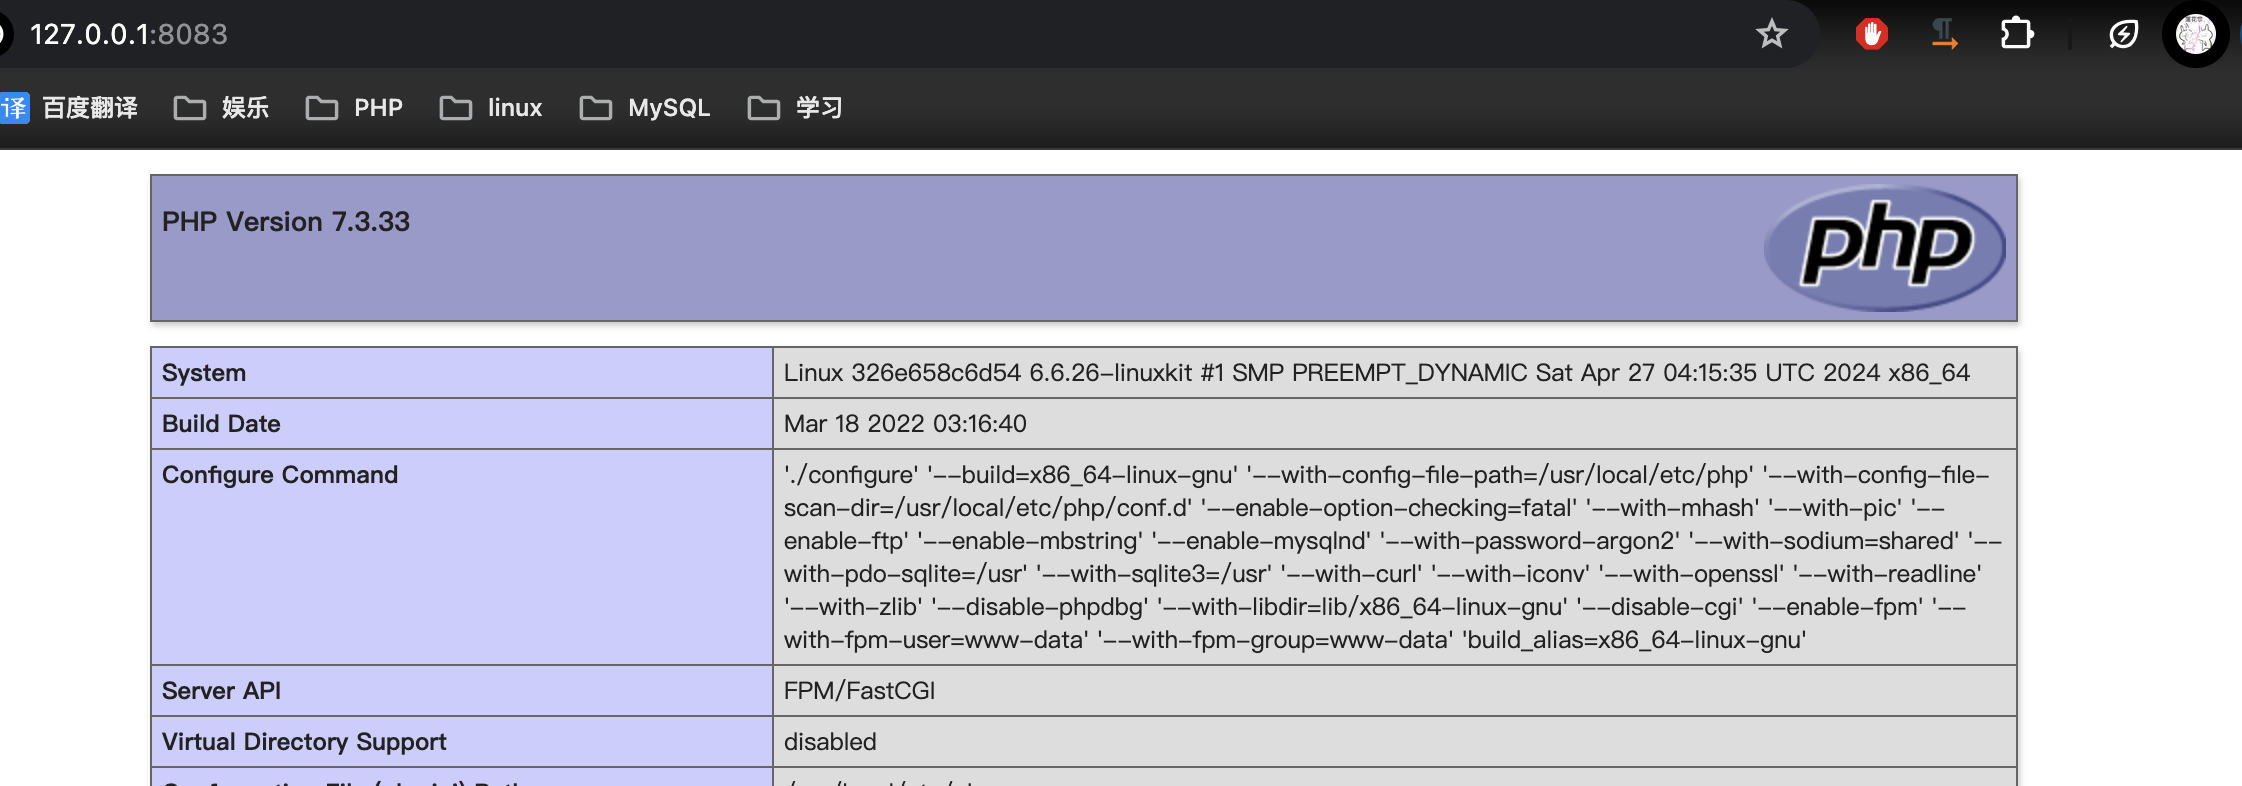 127.0.0.1:8083
译 百度翻译 娱乐 PHP linux MySQL 学习
PHP Version 7.3.33
php
System Linux 326e658c6d54 6.6.26-linuxkit #1 SMP PREEMPT_DYNAMIC Sat Apr 27 04:15:35 UTC 2024 x86_64
Build Date Mar 18 2022 03:16:40
Configure Command './configure' '--build=x86_64-linux-gnu' '--with-config-file-path=/usr/local/etc/php' '--with-config-file-
scan-dir=/usr/local/etc/php/conf.d' '--enable-option-checking=fatal' '--with-mhash' '--with-pic' '--
enable-ftp' '--enable-mbstring' '--enable-mysqlnd' '--with-password-argon2' '--with-sodium=shared' '--
with-pdo-sqlite=/usr' '--with-sqlite3=/usr' '--with-curl' '--with-iconv' '--with-openssl' '--with-readline'
'--with-zlib' '--disable-phpdbg' '--with-libdir=lib/x86_64-linux-gnu' '--disable-cgi' '--enable-fpm' '--
with-fpm-user=www-data' '--with-fpm-group=www-data' 'build_alias=x86_64-linux-gnu'
Server API FPM/FastCGI
Virtual Directory Support disabled